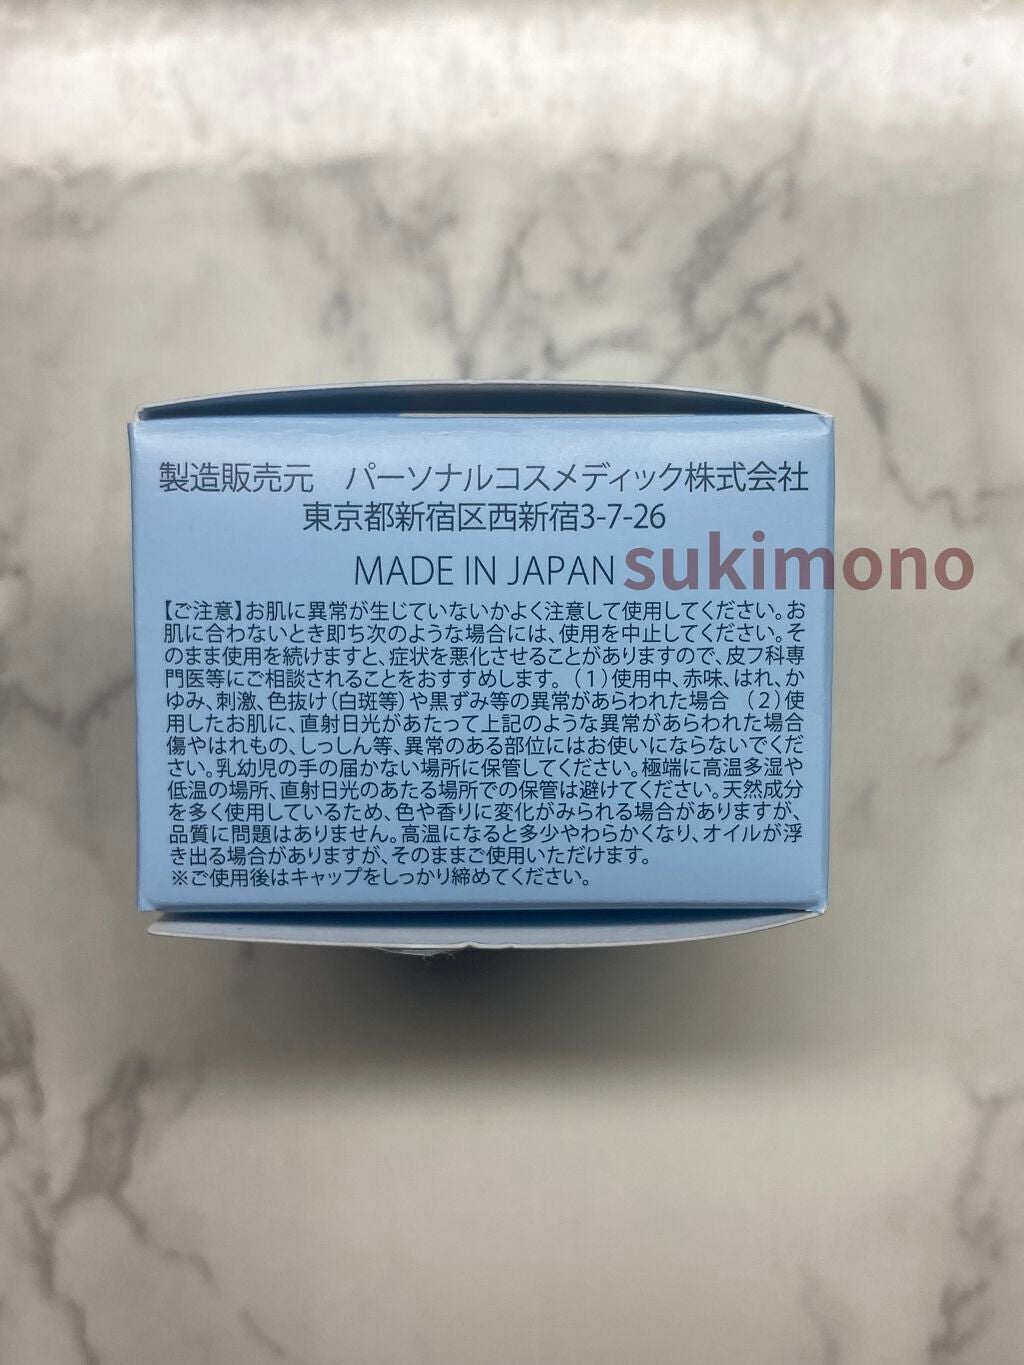 製造販売元　パーソナルコスメディック株式会社
東京都新宿区西新宿3-7-26
MADE IN JAPAN
sukimono
【ご注意】お肌に異常が生じていないかよく注意して使用してください。お
肌に合わないとき即ち次のような場合には、使用を中止してください。そ
のまま使用を続けますと、症状を悪化させることがありますので、皮フ科専
門医等にご相談されることをおすすめします。（1）使用中、赤味、はれ、か
ゆみ、刺激、色抜け(白斑等)や黒ずみ等の異常があらわれた場合　（2）使
用したお肌に、直射日光があたって上記のような異常があらわれた場合
傷やはれもの、しっしん等、異常のある部位にはお使いにならないでくだ
さい。乳幼児の手の届かない場所に保管してください。極端に高温多湿や
低温の場所、直射日光のあたる場所での保管は避けてください。天然成分
を多く使用しているため、色や香りに変化がみられる場合がありますが、
品質に問題はありません。高温になると多少やわらかくなり、オイルが浮
き出る場合がありますが、そのままご使用いただけます。
※ご使用後はキャップをしっかり締めてください。